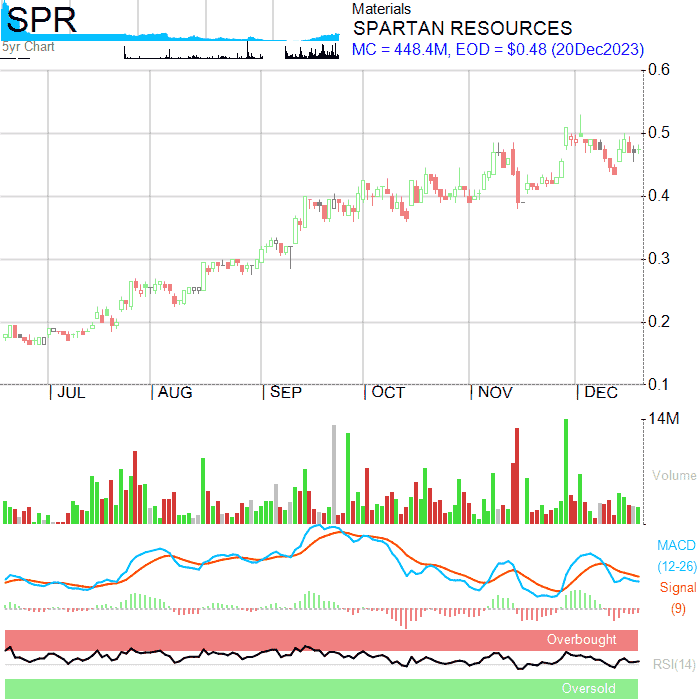 SPR
5yr Chart
Materials
SPARTAN RESOURCES
MC = 448.4M, EOD = $0.48 (20Dec2023)
0.6
0.5
0.4
0.3
0.2
0.1
JUL AUG SEP OCT NOV DEC
14M
Volume
MACD
(12-26)
Signal
(9)
Overbought
RSI(14)
Oversold